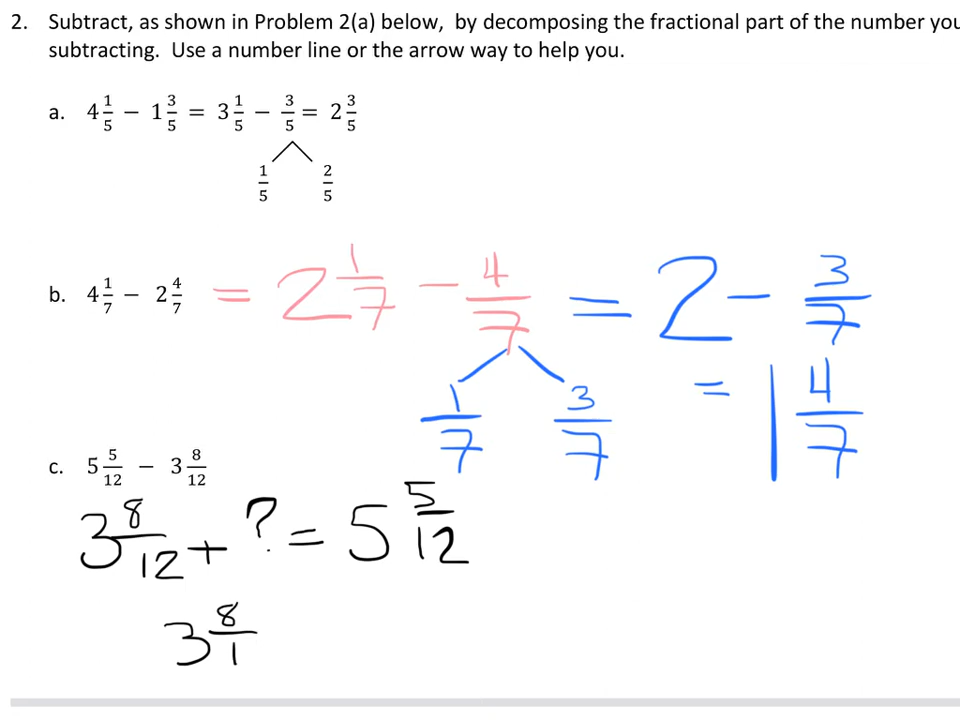 2. Subtract, as shown in Problem 2(a) below, by decomposing the fractional part of the number you
subtracting. Use a number line or the arrow way to help you.
a. 4 1/5 − 1 3/5 = 3 1/5 − 3/5 = 2 3/5
1/5 2/5
b. 4 1/7 − 2 4/7 = 2 1/7 − 4/7 = 2 − 3/7
1/7 3/7 = 1 4/7
c. 5 5/12 − 3 8/12
3 8/12 + ? = 5 5/12
3 8/1